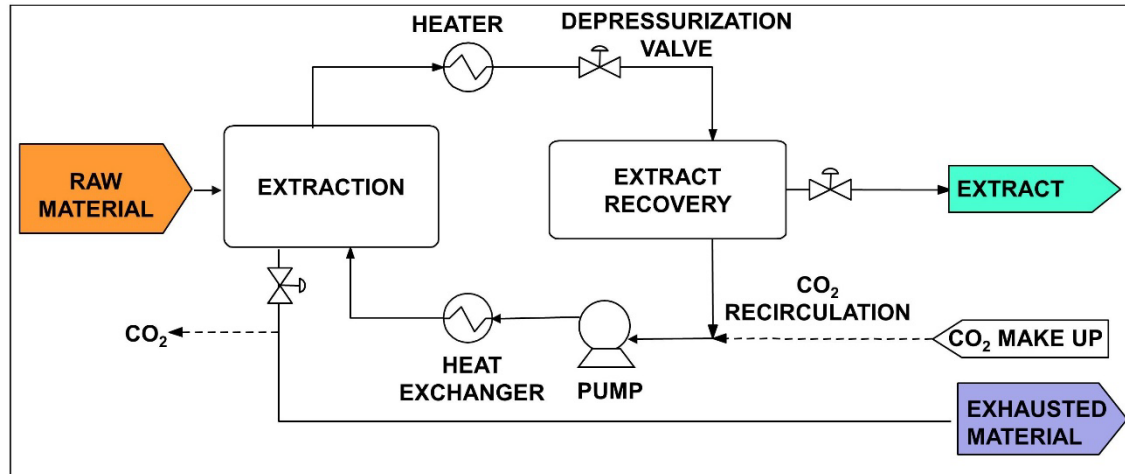 HEATER
DEPRESSURIZATION
VALVE
RAW
MATERIAL
EXTRACTION
EXTRACT
RECOVERY
EXTRACT
CO₂
RECIRCULATION
CO₂
CO₂ MAKE UP
HEAT
EXCHANGER
PUMP
EXHAUSTED
MATERIAL